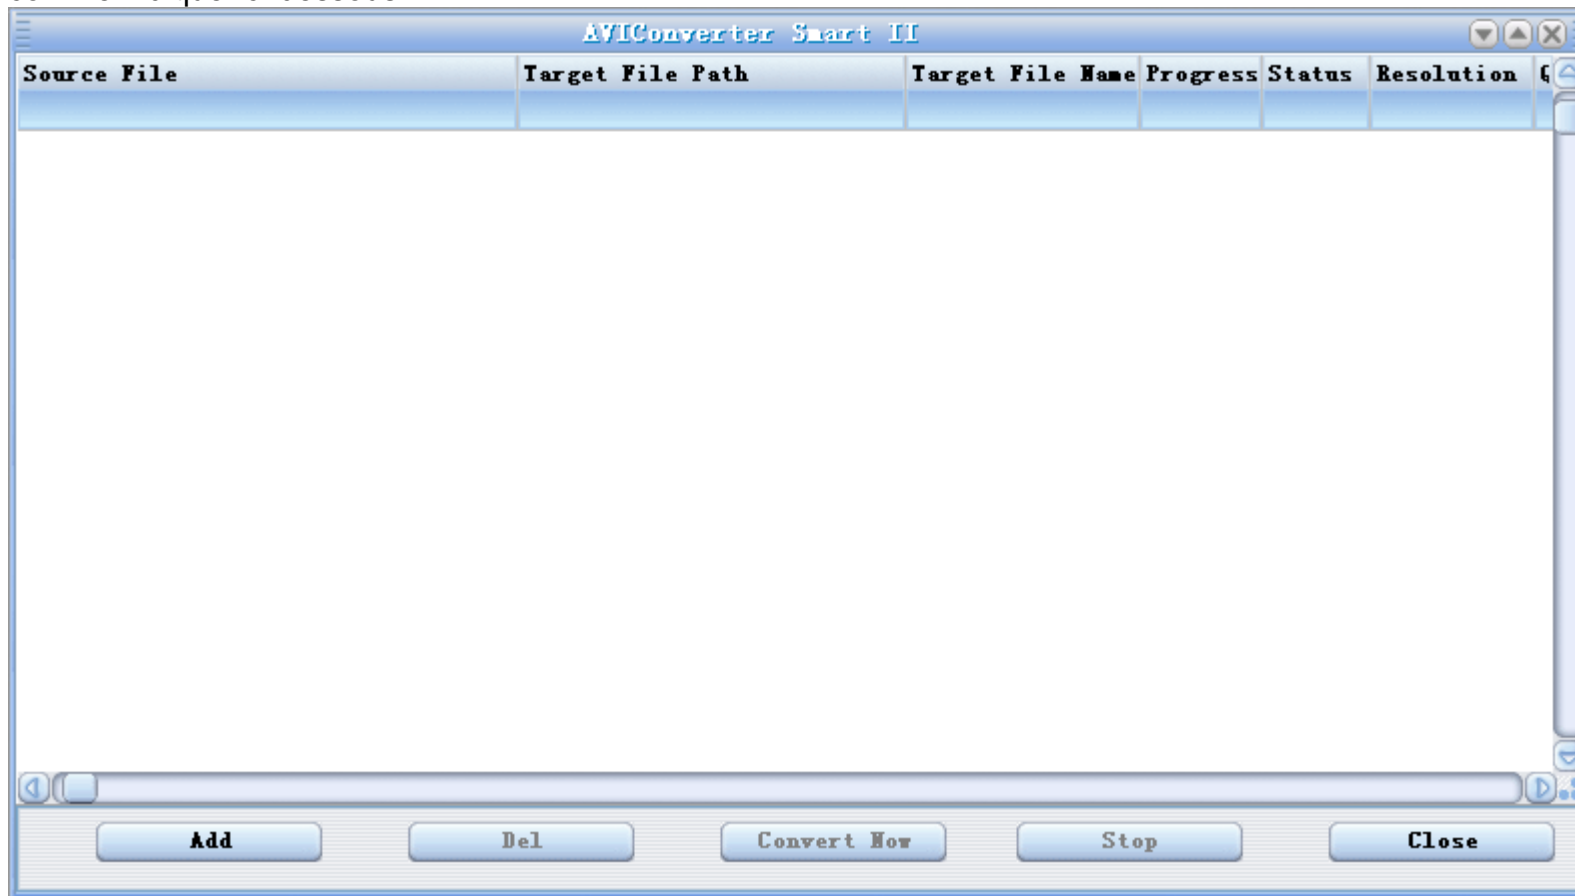 AVIConverter Smart II
Source File Target File Path Target File Name Progress Status Resolution
Add Del Convert Now Stop Close